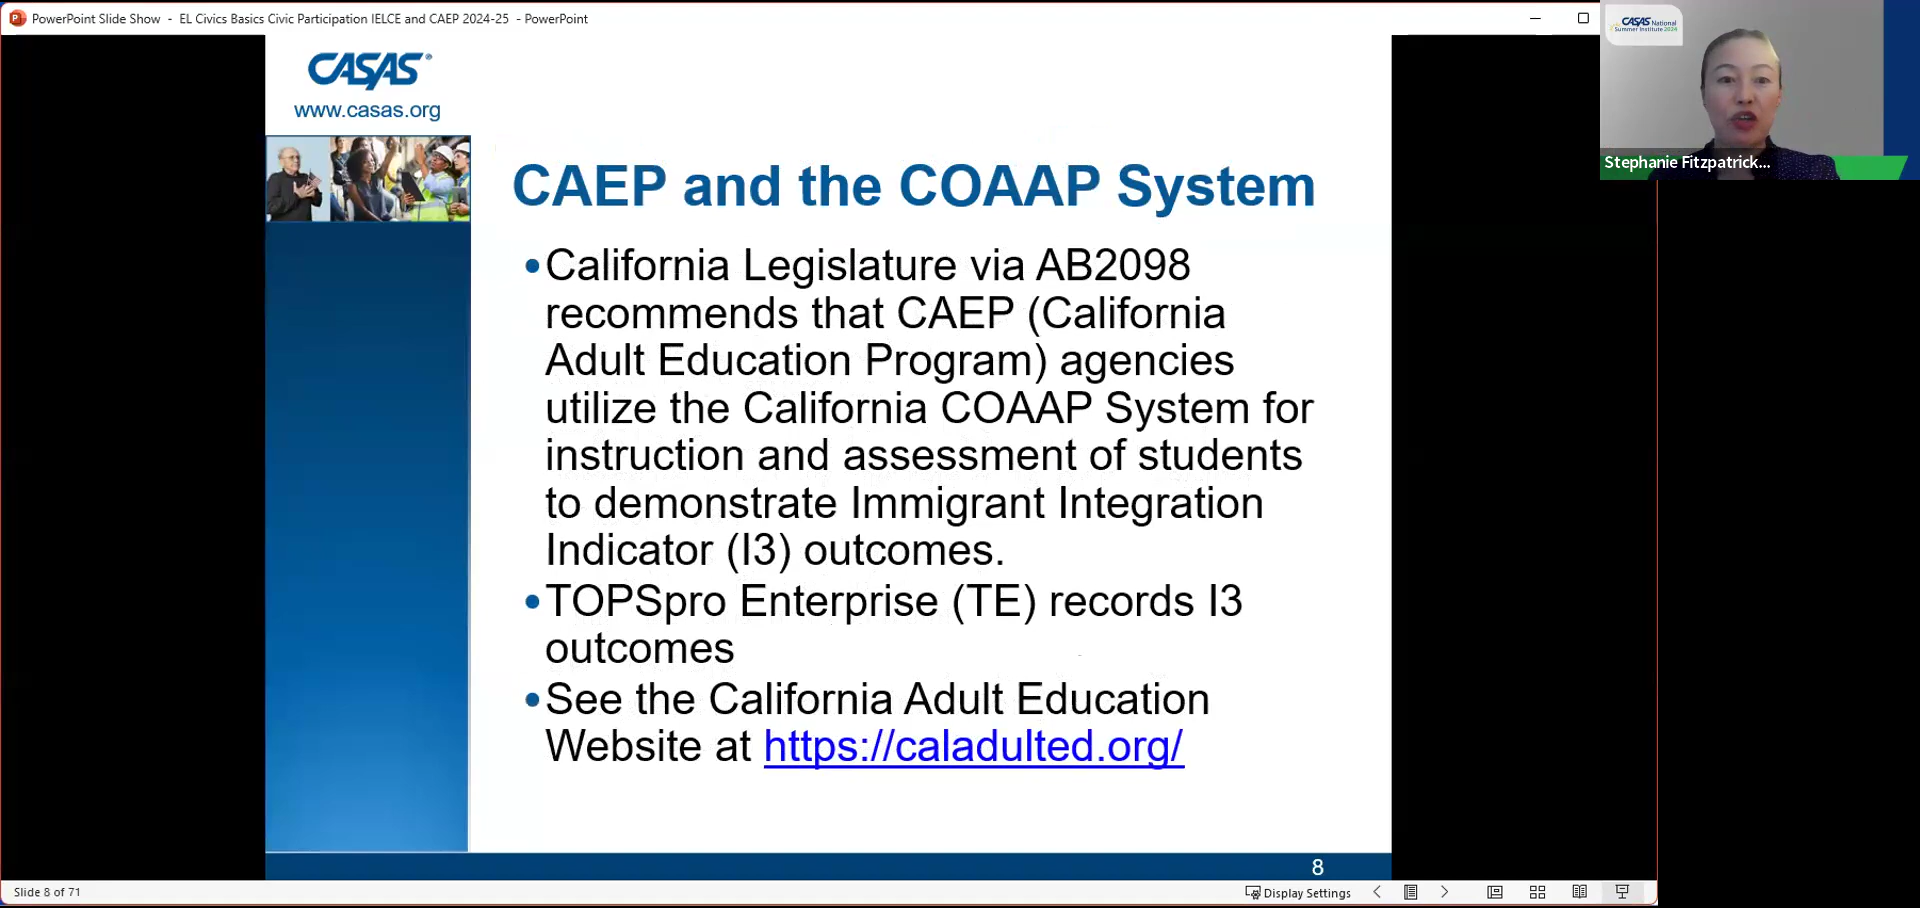 PowerPoint Slide Show - EL Civics Basics Civic Participation IELCE and CAEP 2024-25 - PowerPoint
CASAS National
Summer Institute 2024
Stephanie Fitzpatrick...
CASAS®
www.casas.org
CAEP and the COAAP System
•California Legislature via AB2098
recommends that CAEP (California
Adult Education Program) agencies
utilize the California COAAP System for
instruction and assessment of students
to demonstrate Immigrant Integration
Indicator (I3) outcomes.
•TOPSpro Enterprise (TE) records I3
outcomes
•See the California Adult Education
Website at https://caladulted.org/
8
Slide 8 of 71
Display Settings